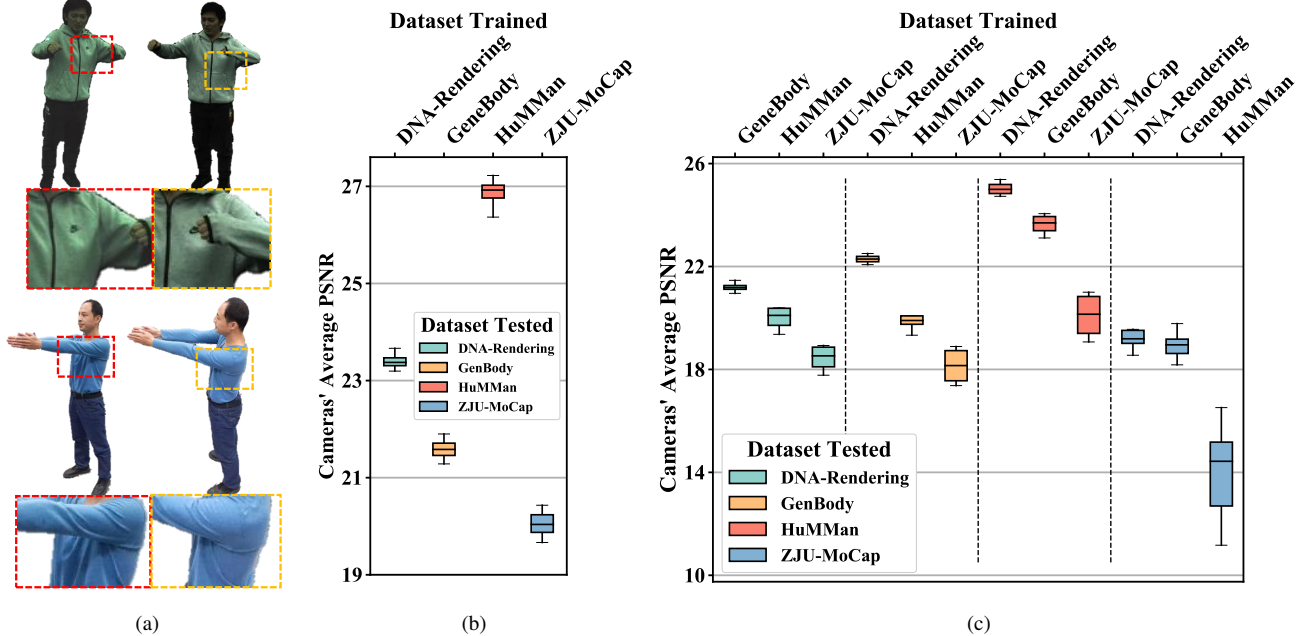 Dataset Trained
DNA-Rendering
GeneBody
HuMMan
ZJU-MoCap
27
25
23
21
19
Cameras' Average PSNR
Dataset Tested
DNA-Rendering
GenBody
HuMMan
ZJU-MoCap
Dataset Trained
GeneBody
HuMMan
ZJU-MoCap
DNA-Rendering
HuMMan
ZJU-MoCap
DNA-Rendering
GeneBody
ZJU-MoCap
DNA-Rendering
GeneBody
HuMMan
26
22
18
14
10
Cameras' Average PSNR
Dataset Tested
DNA-Rendering
GenBody
HuMMan
ZJU-MoCap
(a)
(b)
(c)